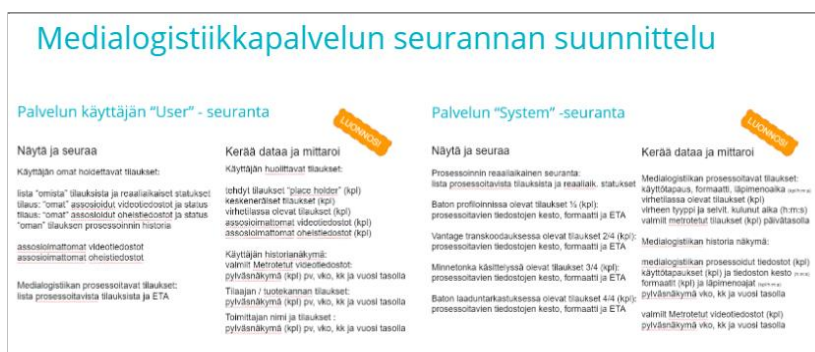 Medialogistiikkapalvelun seurannan suunnittelu
Palvelun käyttäjän “User” - seuranta
LUONNOS!
Näytä ja seuraa
Käyttäjän omat hoidettavat tilaukset:
lista “omista” tilauksista ja reaaliaikaiset statukset
tilaus: “omat” assosioidut videotiedostot ja status
tilaus: “omat” assosioidut oheistiedostot ja status
“oman” tilauksen prosessoinnin historia
assosioimattomat videotiedostot
assosioimattomat oheistiedostot
Medialogistiikan prosessoitavat tilaukset:
lista prosessoitavista tilauksista ja ETA
Kerää dataa ja mittaroi
Käyttäjän huolittavat tilaukset:
tehdyt tilaukset “place holder” (kpl)
keskeneräiset tilaukset (kpl)
virhetilassa olevat tilaukset (kpl)
assosioimattomat videotiedostot (kpl)
assosioimattomat oheistiedostot (kpl)
Käyttäjän historianäkymä:
valmiit Metrotetut videotiedostot:
pylväsnäkymä (kpl) pv, vko, kk ja vuosi tasolla
Tilaajan / tuotekannan tilaukset:
pylväsnäkymä (kpl) pv, vko, kk ja vuosi tasolla
Toimittajan nimi ja tilaukset :
pylväsnäkymä (kpl) pv, vko, kk ja vuosi tasolla
Palvelun “System” -seuranta
LUONNOS!
Näytä ja seuraa
Prosessoinnin reaaliaikainen seuranta:
lista prosessoitavista tilauksista ja reaaliaik. statukset
Baton profiloinnissa olevat tilaukset ¼ (kpl):
prosessoitavien tiedostojen kesto, formaatti ja ETA
Vantage transkoodauksessa olevat tilaukset 2/4 (kpl):
prosessoitavien tiedostojen kesto, formaatti ja ETA
Minnetonka käsittelyssä olevat tilaukset 3/4 (kpl):
prosessoitavien tiedostojen kesto, formaatti ja ETA
Baton laaduntarkastuksessa olevat tilaukset 4/4 (kpl):
prosessoitavien tiedostojen kesto, formaatti ja ETA
Kerää dataa ja mittaroi
Medialogistiikan prosessoitavat tilaukset:
käyttötapaus, formaatti, läpimenoaika
virhetilassa olevat tilaukset (kpl)
virheen tyyppi ja selvit. kulunut aika (h:m:s)
valmiit metrotetut tilaukset (kpl) päivätasolla
Medialogistiikan historia näkymä:
medialogistiikan prosessoidut tiedostot (kpl)
käyttötapaukset (kpl) ja tiedoston kesto
formaatit (kpl) ja läpimenoajat
pylväsnäkymä vko, kk ja vuosi tasolla
valmiit Metrotetut videotiedostot (kpl)
pylväsnäkymä (kpl) pv, vko, kk ja vuosi tasolla